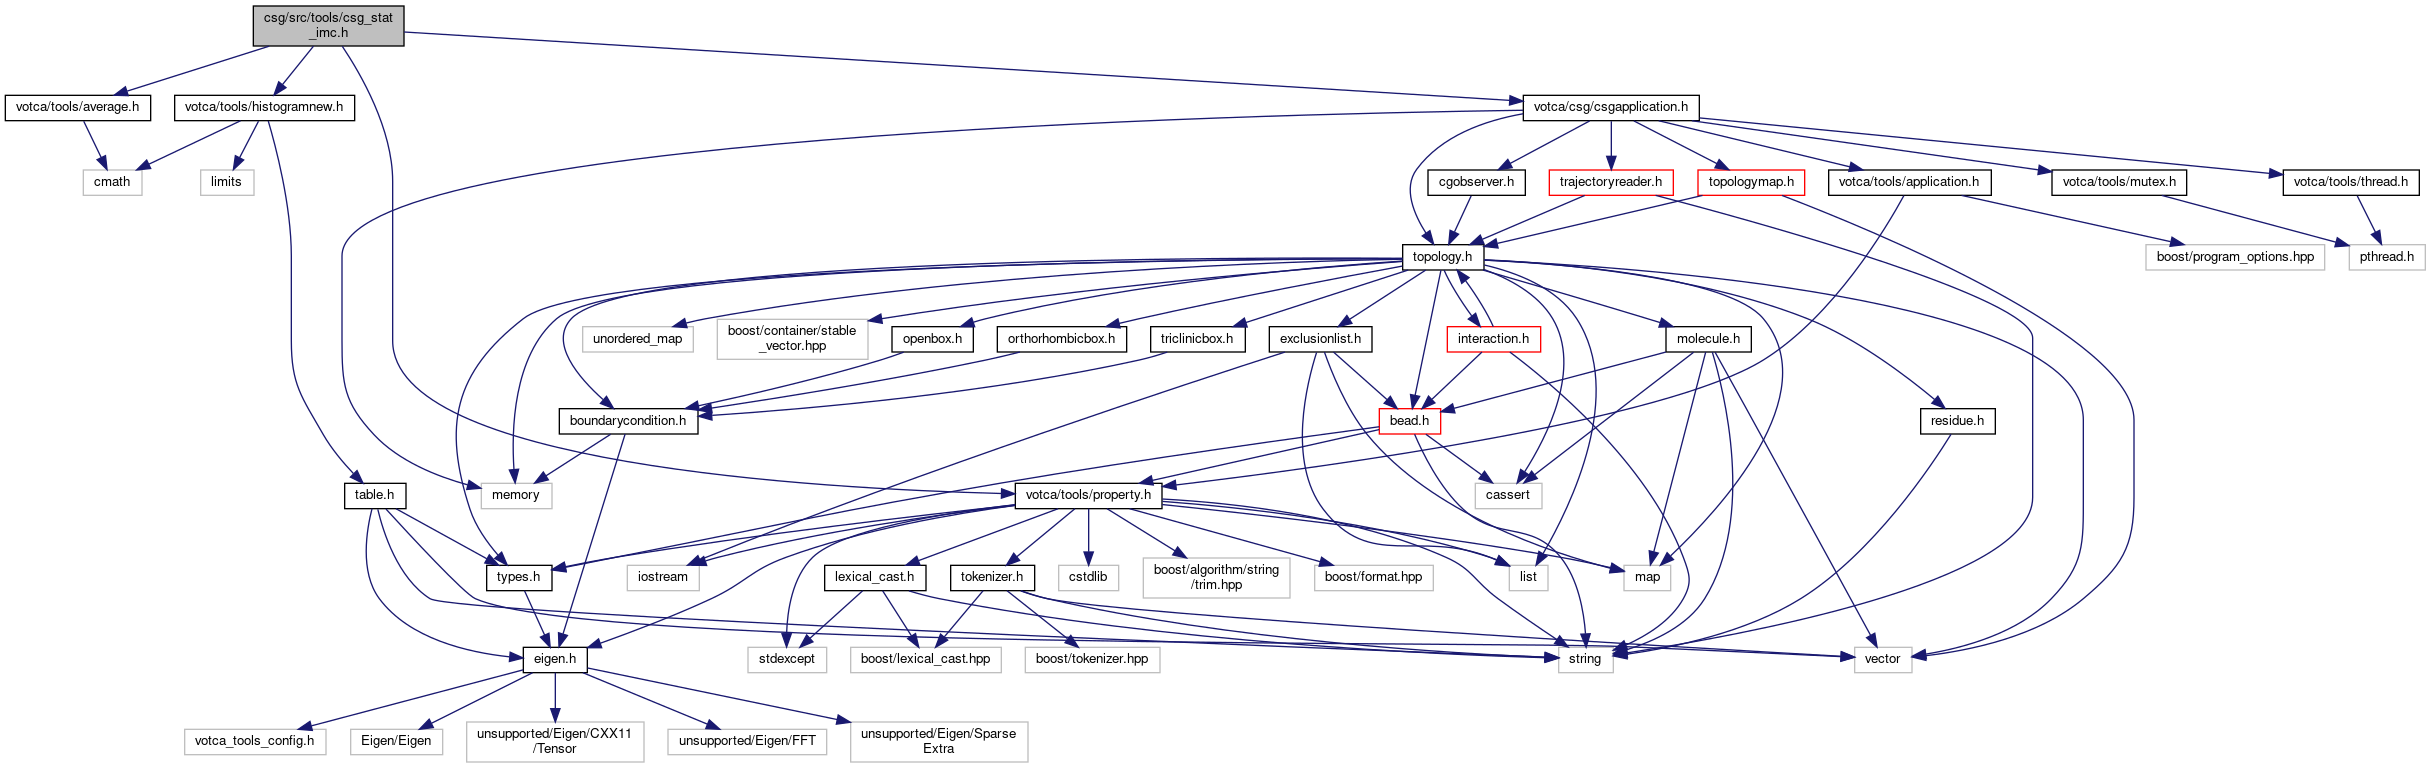 csg/src/tools/csg_stat
_imc.h
votca/tools/average.h
votca/tools/histogramnew.h
votca/csg/csgapplication.h
cmath
limits
cgobserver.h
trajectoryreader.h
topologymap.h
votca/tools/application.h
votca/tools/mutex.h
votca/tools/thread.h
topology.h
boost/program_options.hpp
pthread.h
unordered_map
boost/container/stable
_vector.hpp
openbox.h
orthorhombicbox.h
triclinicbox.h
exclusionlist.h
interaction.h
molecule.h
boundarycondition.h
bead.h
residue.h
table.h
memory
votca/tools/property.h
cassert
types.h
iostream
lexical_cast.h
tokenizer.h
cstdlib
boost/algorithm/string
/trim.hpp
boost/format.hpp
list
map
eigen.h
stdexcept
boost/lexical_cast.hpp
boost/tokenizer.hpp
string
vector
votca_tools_config.h
Eigen/Eigen
unsupported/Eigen/CXX11
/Tensor
unsupported/Eigen/FFT
unsupported/Eigen/Sparse
Extra